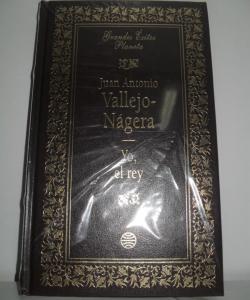 Grandes Éxitos
Planeta
Juan Antonio
Vallejo-
Nágera
Yo,
el rey